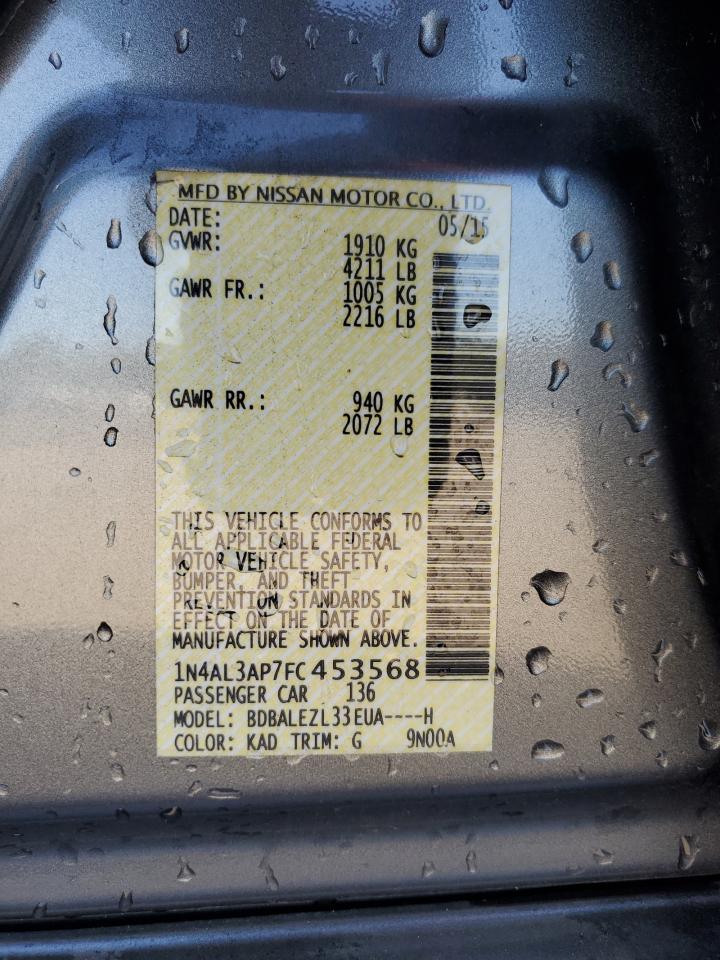 MFD BY NISSAN MOTOR CO., LTD.
DATE: 05/15
GVWR: 1910 KG
4211 LB
GAWR FR.: 1005 KG
2216 LB
GAWR RR.: 940 KG
2072 LB
THIS VEHICLE CONFORMS TO
ALL APPLICABLE FEDERAL
MOTOR VEHICLE SAFETY,
BUMPER, AND THEFT
PREVENTION STANDARDS IN
EFFECT ON THE DATE OF
MANUFACTURE SHOWN ABOVE.
1N4AL3AP7FC453568
PASSENGER CAR 136
MODEL: BDBALEZL33EUA----H
COLOR: KAD TRIM: G 9N00A